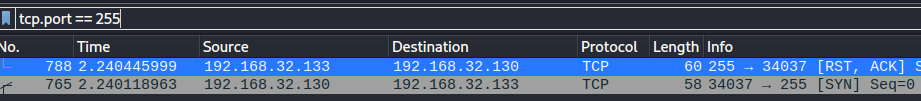 tcp.port == 255
No. Time Source Destination Protocol Length Info
788 2.240445999 192.168.32.133 192.168.32.130 TCP 60 255 → 34037 [RST, ACK] S
765 2.240118963 192.168.32.130 192.168.32.133 TCP 58 34037 → 255 [SYN] Seq=0